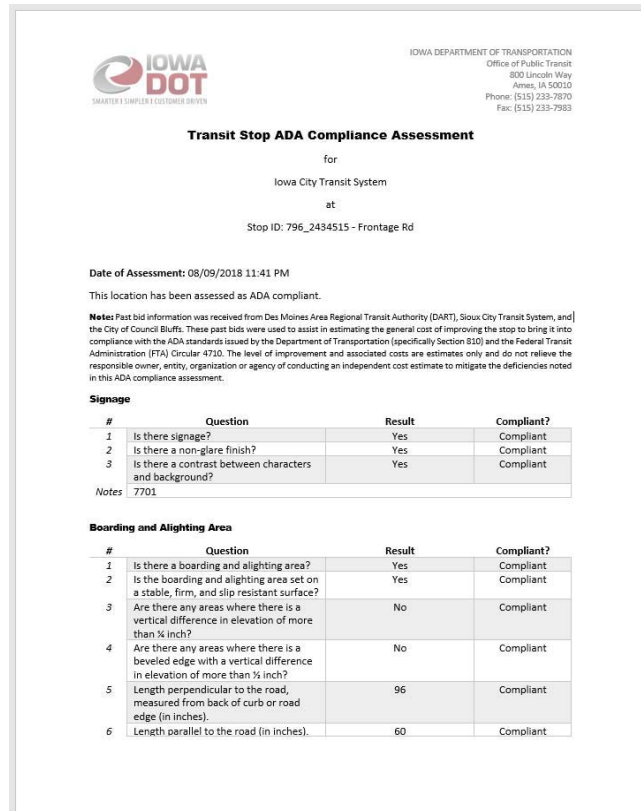 IOWA
DOT
SMARTER | SIMPLER | CUSTOMER DRIVEN
IOWA DEPARTMENT OF TRANSPORTATION
Office of Public Transit
800 Lincoln Way
Ames, IA 50010
Phone: (515) 233-7870
Fax: (515) 233-7983
Transit Stop ADA Compliance Assessment
for
Iowa City Transit System
at
Stop ID: 796_2434515 - Frontage Rd
Date of Assessment: 08/09/2018 11:41 PM
This location has been assessed as ADA compliant.
Note: Past bid information was received from Des Moines Area Regional Transit Authority (DART), Sioux City Transit System, and
the City of Council Bluffs. These past bids were used to assist in estimating the general cost of improving the stop to bring it into
compliance with the ADA standards issued by the Department of Transportation (specifically Section 810) and the Federal Transit
Administration (FTA) Circular 4710. The level of improvement and associated costs are estimates only and do not relieve the
responsible owner, entity, organization or agency of conducting an independent cost estimate to mitigate the deficiencies noted
in this ADA compliance assessment.
Signage
# Question Result Compliant?
1 Is there signage? Yes Compliant
2 Is there a non-glare finish? Yes Compliant
3 Is there a contrast between characters Yes Compliant
and background?
Notes 7701
Boarding and Alighting Area
# Question Result Compliant?
1 Is there a boarding and alighting area? Yes Compliant
2 Is the boarding and alighting area set on Yes Compliant
a stable, firm, and slip resistant surface?
3 Are there any areas where there is a No Compliant
vertical difference in elevation of more
than ¼ inch?
4 Are there any areas where there is a No Compliant
beveled edge with a vertical difference
in elevation of more than ½ inch?
5 Length perpendicular to the road, 96 Compliant
measured from back of curb or road
edge (in inches).
6 Length parallel to the road (in inches). 60 Compliant